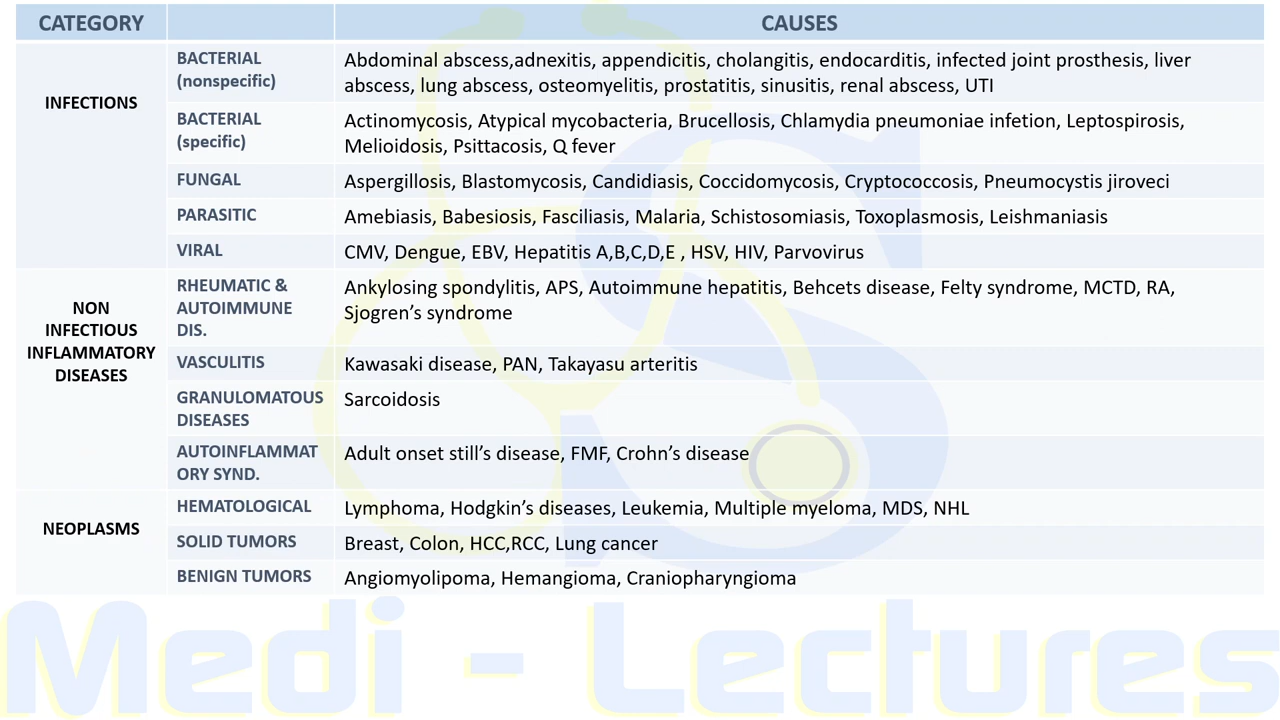 CATEGORY CAUSES
INFECTIONS
BACTERIAL
(nonspecific)
Abdominal abscess,adnexitis, appendicitis, cholangitis, endocarditis, infected joint prosthesis, liver
abscess, lung abscess, osteomyelitis, prostatitis, sinusitis, renal abscess, UTI
BACTERIAL
(specific)
Actinomycosis, Atypical mycobacteria, Brucellosis, Chlamydia pneumoniae infetion, Leptospirosis,
Melioidosis, Psittacosis, Q fever
FUNGAL
Aspergillosis, Blastomycosis, Candidiasis, Coccidomycosis, Cryptococcosis, Pneumocystis jiroveci
PARASITIC
Amebiasis, Babesiosis, Fasciliasis, Malaria, Schistosomiasis, Toxoplasmosis, Leishmaniasis
VIRAL
CMV, Dengue, EBV, Hepatitis A,B,C,D,E , HSV, HIV, Parvovirus
NON
INFECTIOUS
INFLAMMATORY
DISEASES
RHEUMATIC &
AUTOIMMUNE
DIS.
Ankylosing spondylitis, APS, Autoimmune hepatitis, Behcets disease, Felty syndrome, MCTD, RA,
Sjogren's syndrome
VASCULITIS
Kawasaki disease, PAN, Takayasu arteritis
GRANULOMATOUS
DISEASES
Sarcoidosis
AUTOINFLAMMAT
ORY SYND.
Adult onset still's disease, FMF, Crohn's disease
NEOPLASMS
HEMATOLOGICAL
Lymphoma, Hodgkin's diseases, Leukemia, Multiple myeloma, MDS, NHL
SOLID TUMORS
Breast, Colon, HCC,RCC, Lung cancer
BENIGN TUMORS
Angiomyolipoma, Hemangioma, Craniopharyngioma
Medi - Lectures